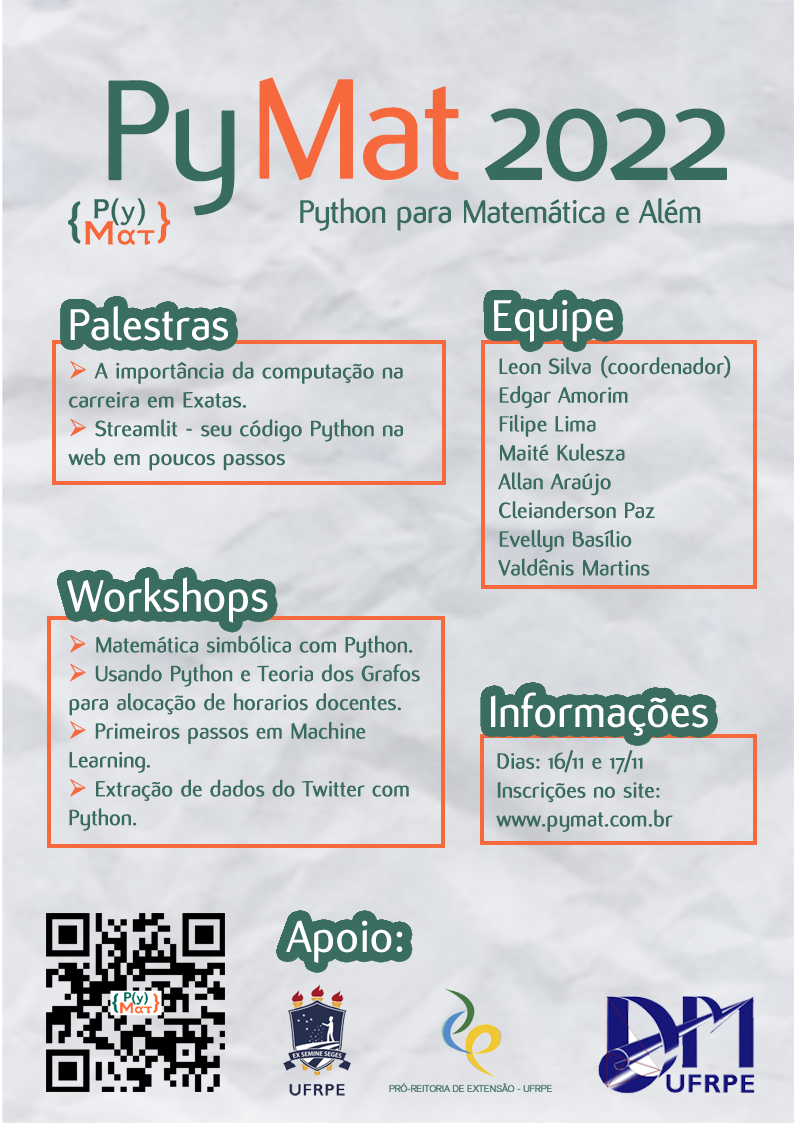 PyMat 2022
Python para Matemática e Além
{P(y)
Mατ}
Palestras
➢ A importância da computação na
carreira em Exatas.
➢ Streamlit - seu código Python na
web em poucos passos
Equipe
Leon Silva (coordenador)
Edgar Amorim
Filipe Lima
Maité Kulesza
Allan Araújo
Cleianderson Paz
Evellyn Basílio
Valdênis Martins
Workshops
➢ Matemática simbólica com Python.
➢ Usando Python e Teoria dos Grafos
para alocação de horarios docentes.
➢ Primeiros passos em Machine
Learning.
➢ Extração de dados do Twitter com
Python.
Informações
Dias: 16/11 e 17/11
Inscrições no site:
www.pymat.com.br
{P(y)
Mατ}
Apoio:
EX SEMINE SEGES
UFRPE
PRÓ-REITORIA DE EXTENSÃO - UFRPE
DM
UFRPE